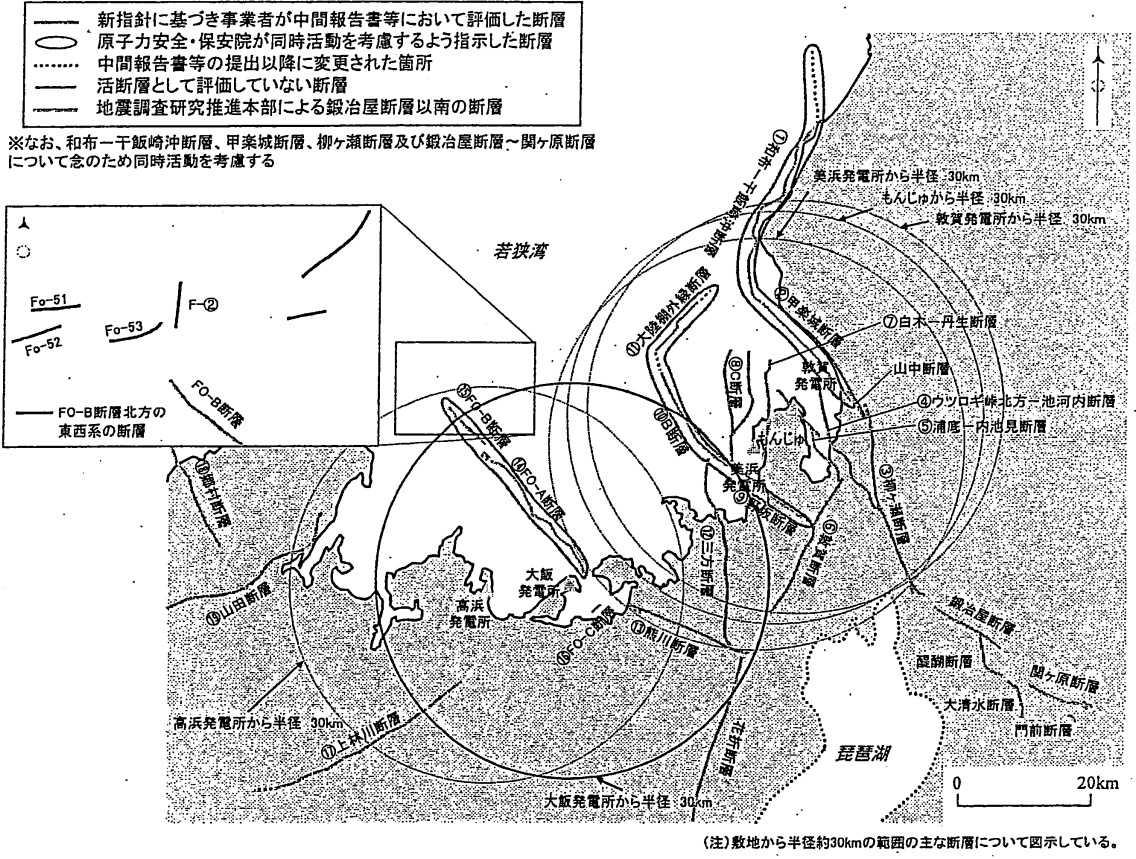 新指針に基づき事業者が中間報告書等において評価した断層
原子力安全・保安院が同時活動を考慮するよう指示した断層
中間報告書等の提出以降に変更された箇所
活断層として評価していない断層
地震調査研究推進本部による鍛冶屋断層以南の断層
※なお、和布ー干飯崎沖断層、甲楽城断層、柳ヶ瀬断層及び鍛冶屋断層～関ヶ原断層
について念のため同時活動を考慮する
①和布ー干飯崎沖断層
美浜発電所から半径 30km
もんじゅから半径 30km
敦賀発電所から半径 30km
若狭湾
Fo-51
Fo-52
Fo-53
F-②
FO-B断層
FO-B断層北方の
東西系の断層
⑪大陸棚外縁断層
②甲楽城断層
⑦白木ー丹生断層
⑧C断層
敦賀
発電所
山中断層
④ウツロギ峠北方ー池河内断層
⑤浦底ー内池見断層
⑩B断層
もんじゅ
美浜
発電所
③柳ヶ瀬断層
⑮FO-B断層
⑭FO-A断層
⑱郷村断層
⑥敦賀断層
⑫三方断層
大飯
発電所
高浜
発電所
⑲山田断層
⑯FO-C断層
⑬熊川断層
鍛冶屋断層
醍醐断層
関ヶ原断層
大清水断層
門前断層
高浜発電所から半径 30km
⑰上林川断層
花折断層
琵琶湖
大飯発電所から半径 30km
0 20km
(注)敷地から半径約30kmの範囲の主な断層について図示している。